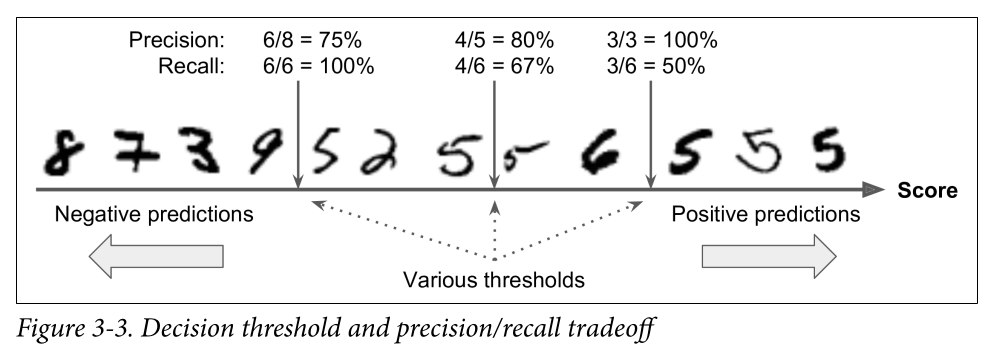 Precision: 6/8 = 75% 4/5 = 80% 3/3 = 100%
Recall: 6/6 = 100% 4/6 = 67% 3/6 = 50%
8 7 3 9 5 2 5 5 6 5 5 5
Score
Negative predictions Positive predictions
Various thresholds
Figure 3-3. Decision threshold and precision/recall tradeoff